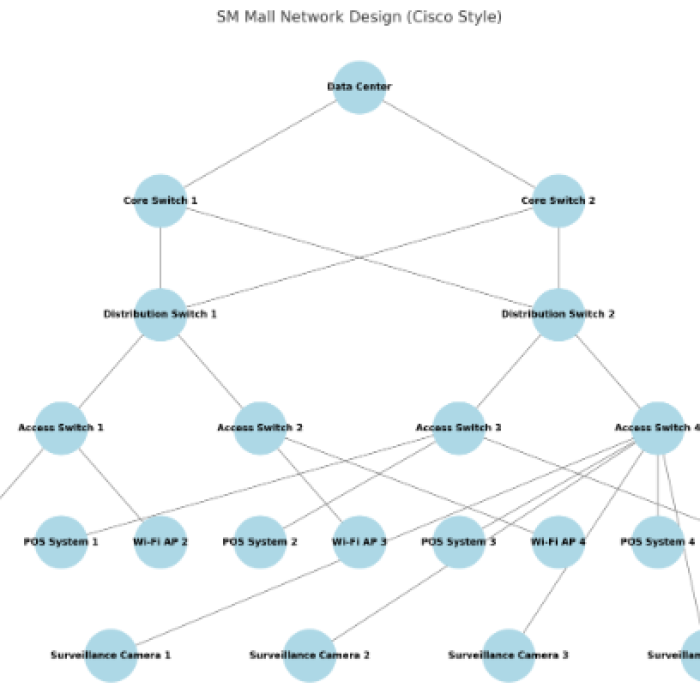 SM Mall Network Design (Cisco Style)
Data Center
Core Switch 1
Core Switch 2
Distribution Switch 1
Distribution Switch 2
Access Switch 1
Access Switch 2
Access Switch 3
Access Switch 4
POS System 1
Wi-Fi AP 2
POS System 2
Wi-Fi AP 3
POS System 3
Wi-Fi AP 4
POS System 4
Surveillance Camera 1
Surveillance Camera 2
Surveillance Camera 3